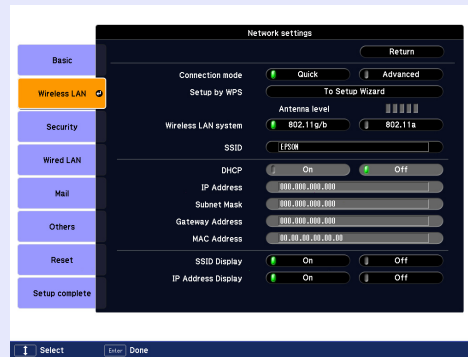 Network settings
Return
Basic
Connection mode Quick Advanced
Wireless LAN
Setup by WPS To Setup Wizard
Antenna level
Security
Wireless LAN system 802.11g/b 802.11a
SSID EPSON
Wired LAN
DHCP On Off
Mail
IP Address 000.000.000.000
Subnet Mask 000.000.000.000
Others
Gateway Address 000.000.000.000
MAC Address 00.00.00.00.00.00
Reset
SSID Display On Off
IP Address Display On Off
Setup complete
Select Enter Done